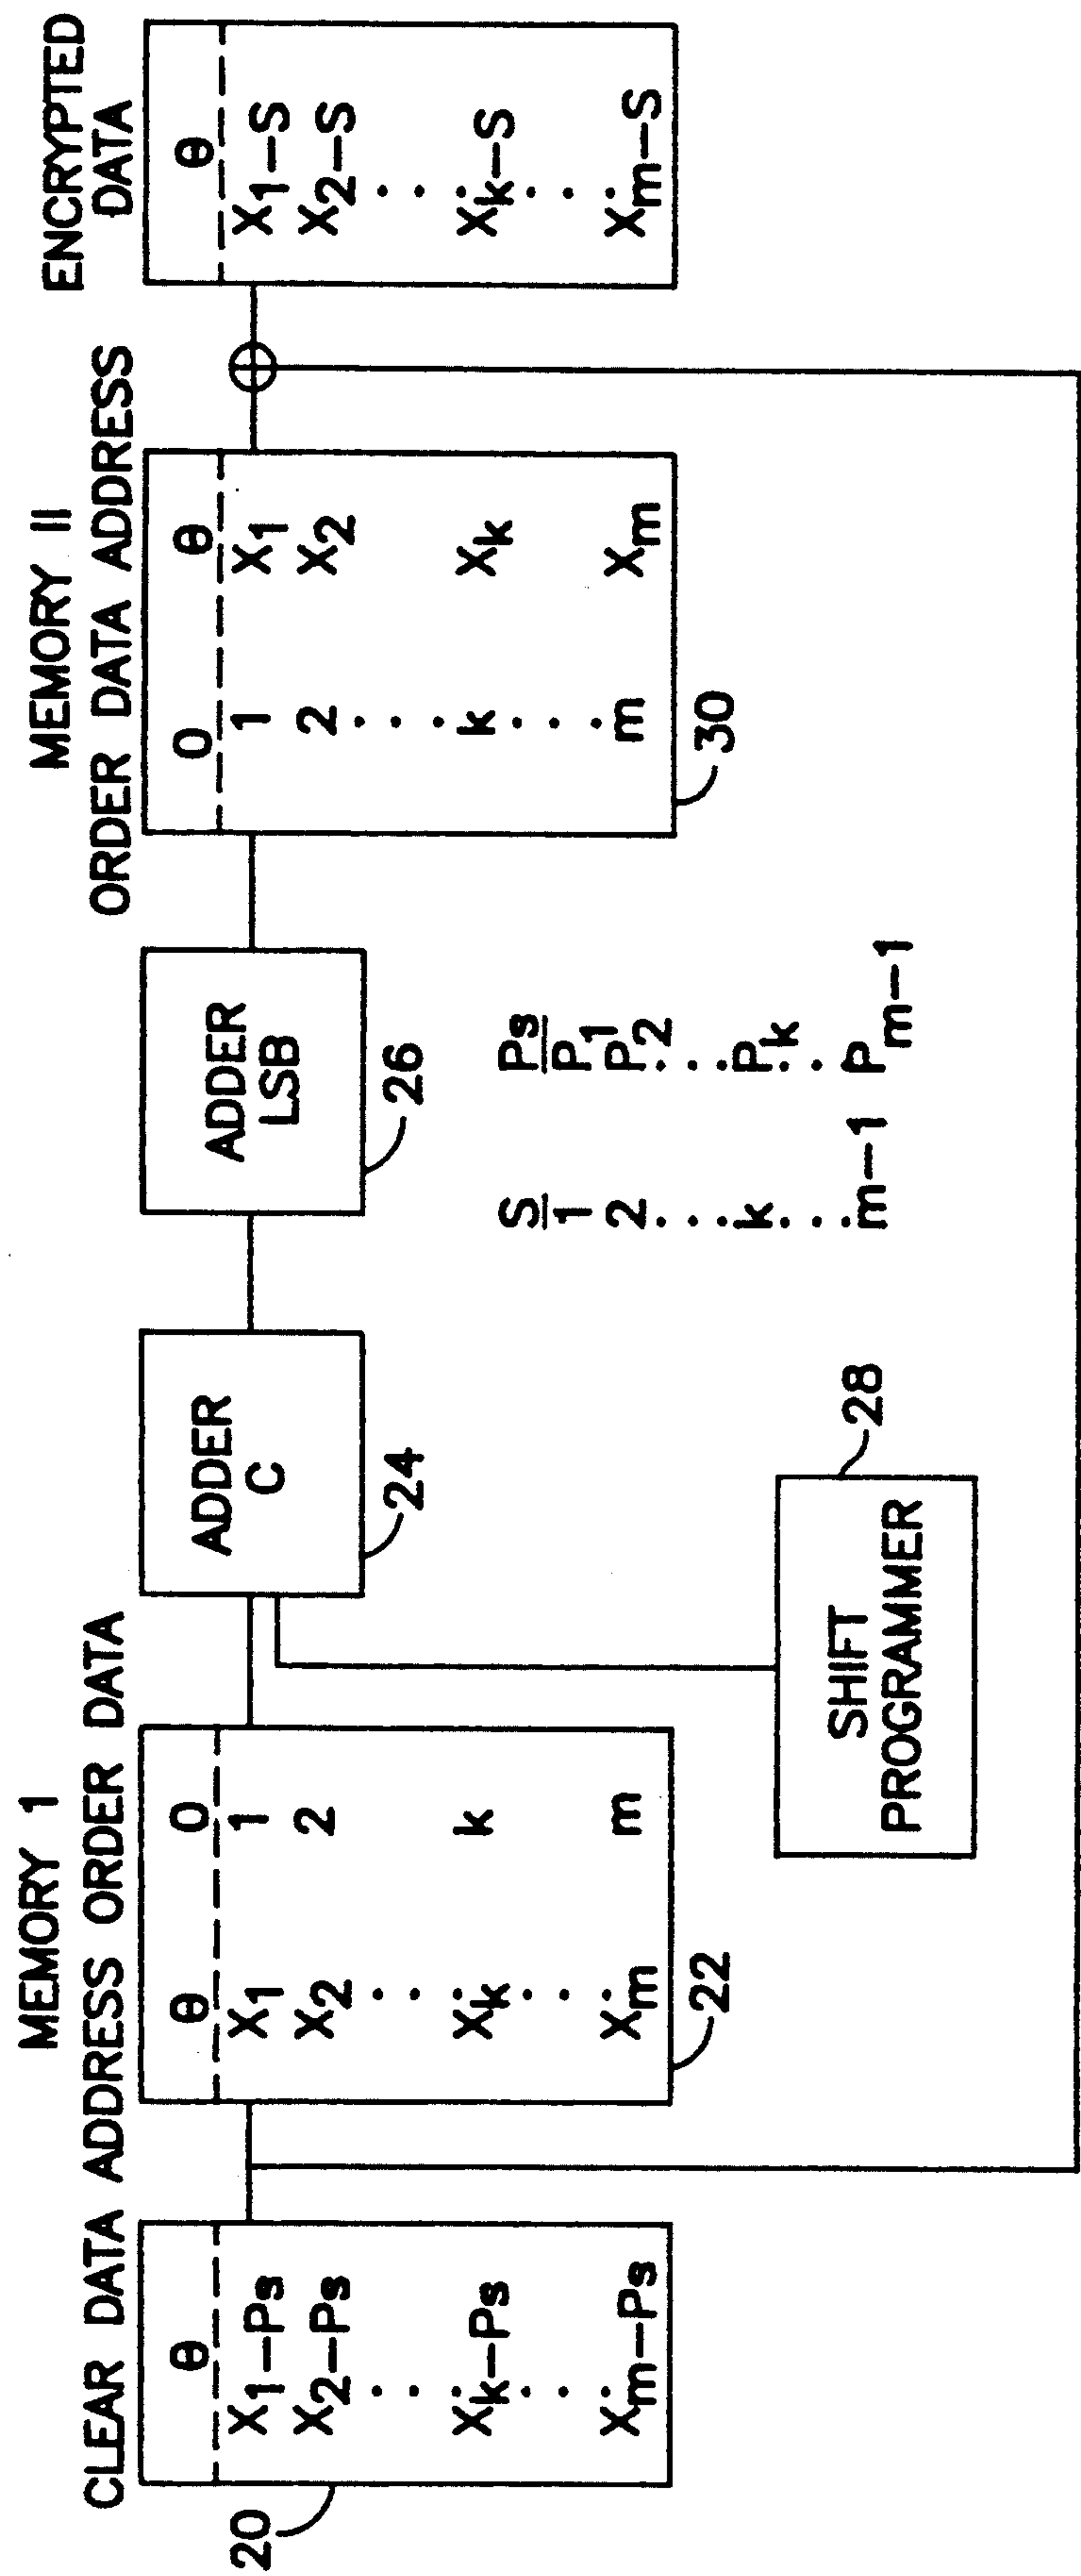 MEMORY 1
MEMORY II
CLEAR DATA ADDRESS ORDER DATA
ORDER DATA ADDRESS
ENCRYPTED
DATA
θ
X1–Ps
X2–Ps
. . .
Xk–Ps
. . .
Xm–Ps
20
θ O
X1 1
X2 2
. . .
Xk k
. . .
Xm m
22
ADDER
C
24
ADDER
LSB
26
SHIFT
PROGRAMMER
28
S Ps
1 P1
2 P2
. . . . . .
k Pk
. . . . . .
m–1 Pm–1
O θ
1 X1
2 X2
. . .
k Xk
. . .
m Xm
30
θ
X1–S
X2–S
. . .
Xk–S
. . .
Xm–S